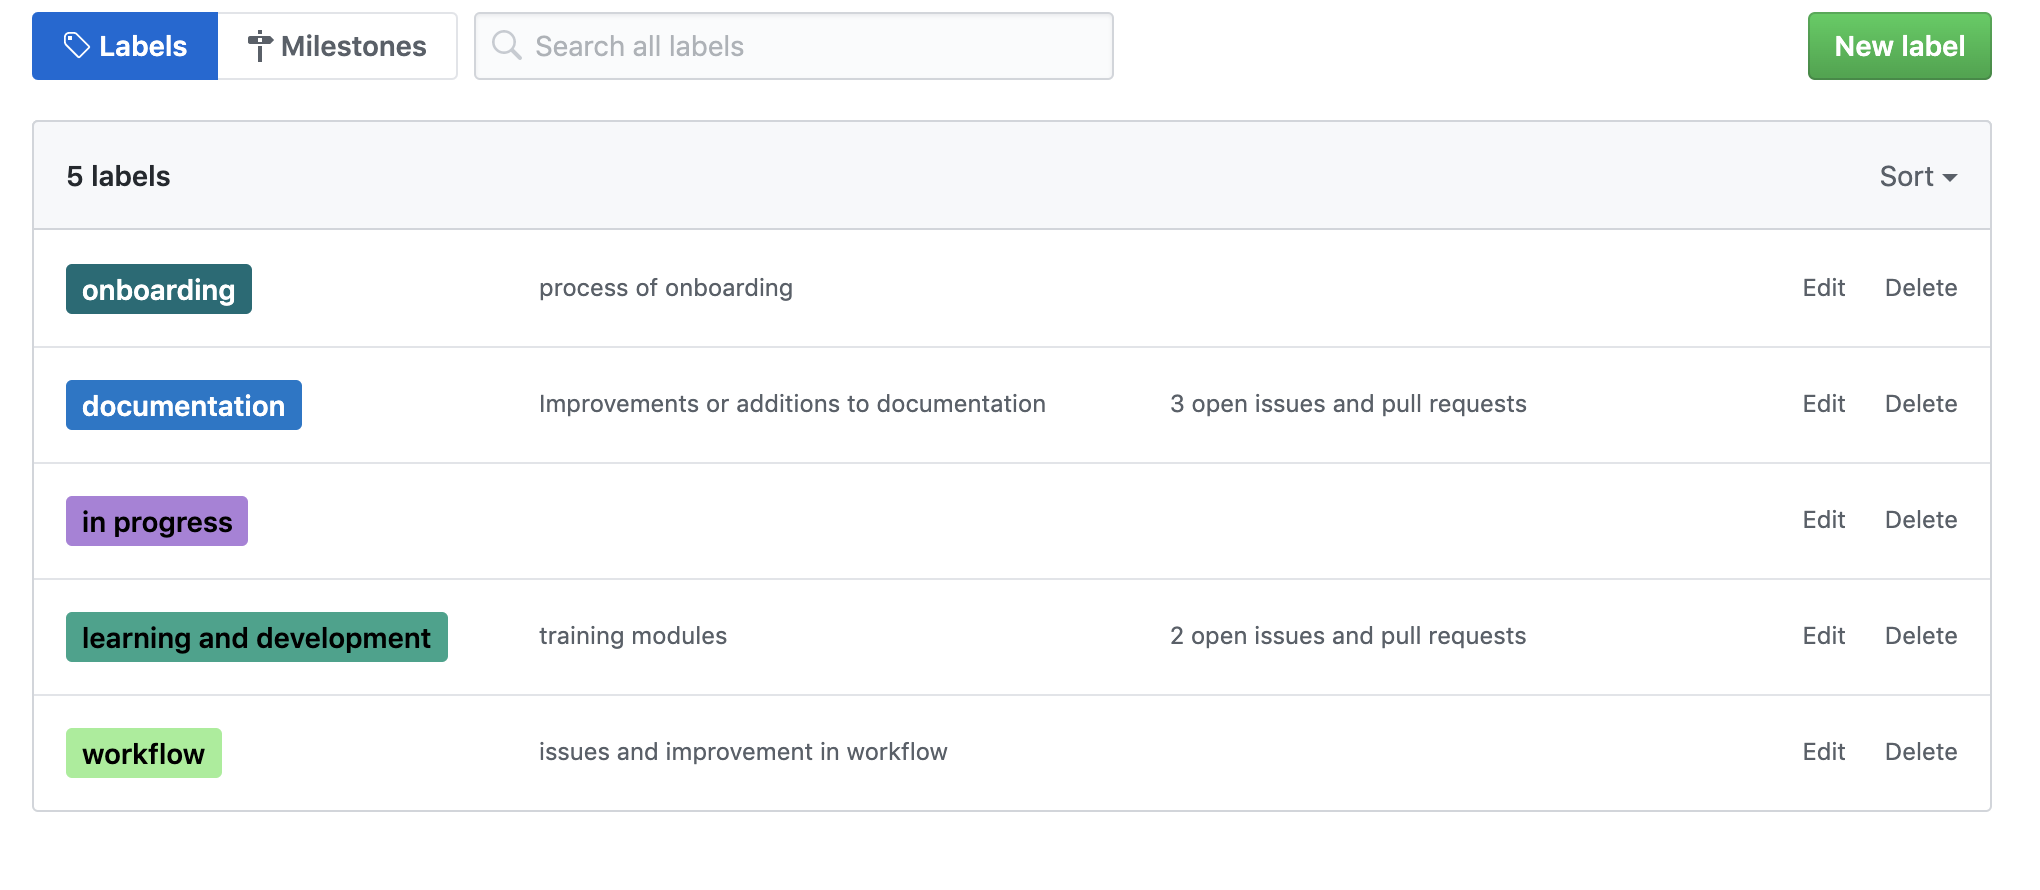 Labels Milestones Search all labels New label
5 labels Sort
onboarding process of onboarding Edit Delete
documentation Improvements or additions to documentation 3 open issues and pull requests Edit Delete
in progress Edit Delete
learning and development training modules 2 open issues and pull requests Edit Delete
workflow issues and improvement in workflow Edit Delete